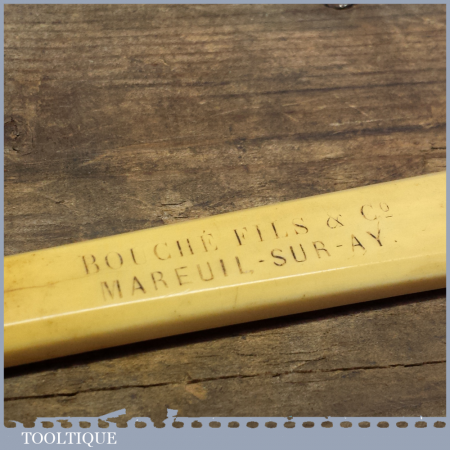 BOUCHÉ FILS & Cº
MAREUIL-SUR-AY.
TOOLTIQUE